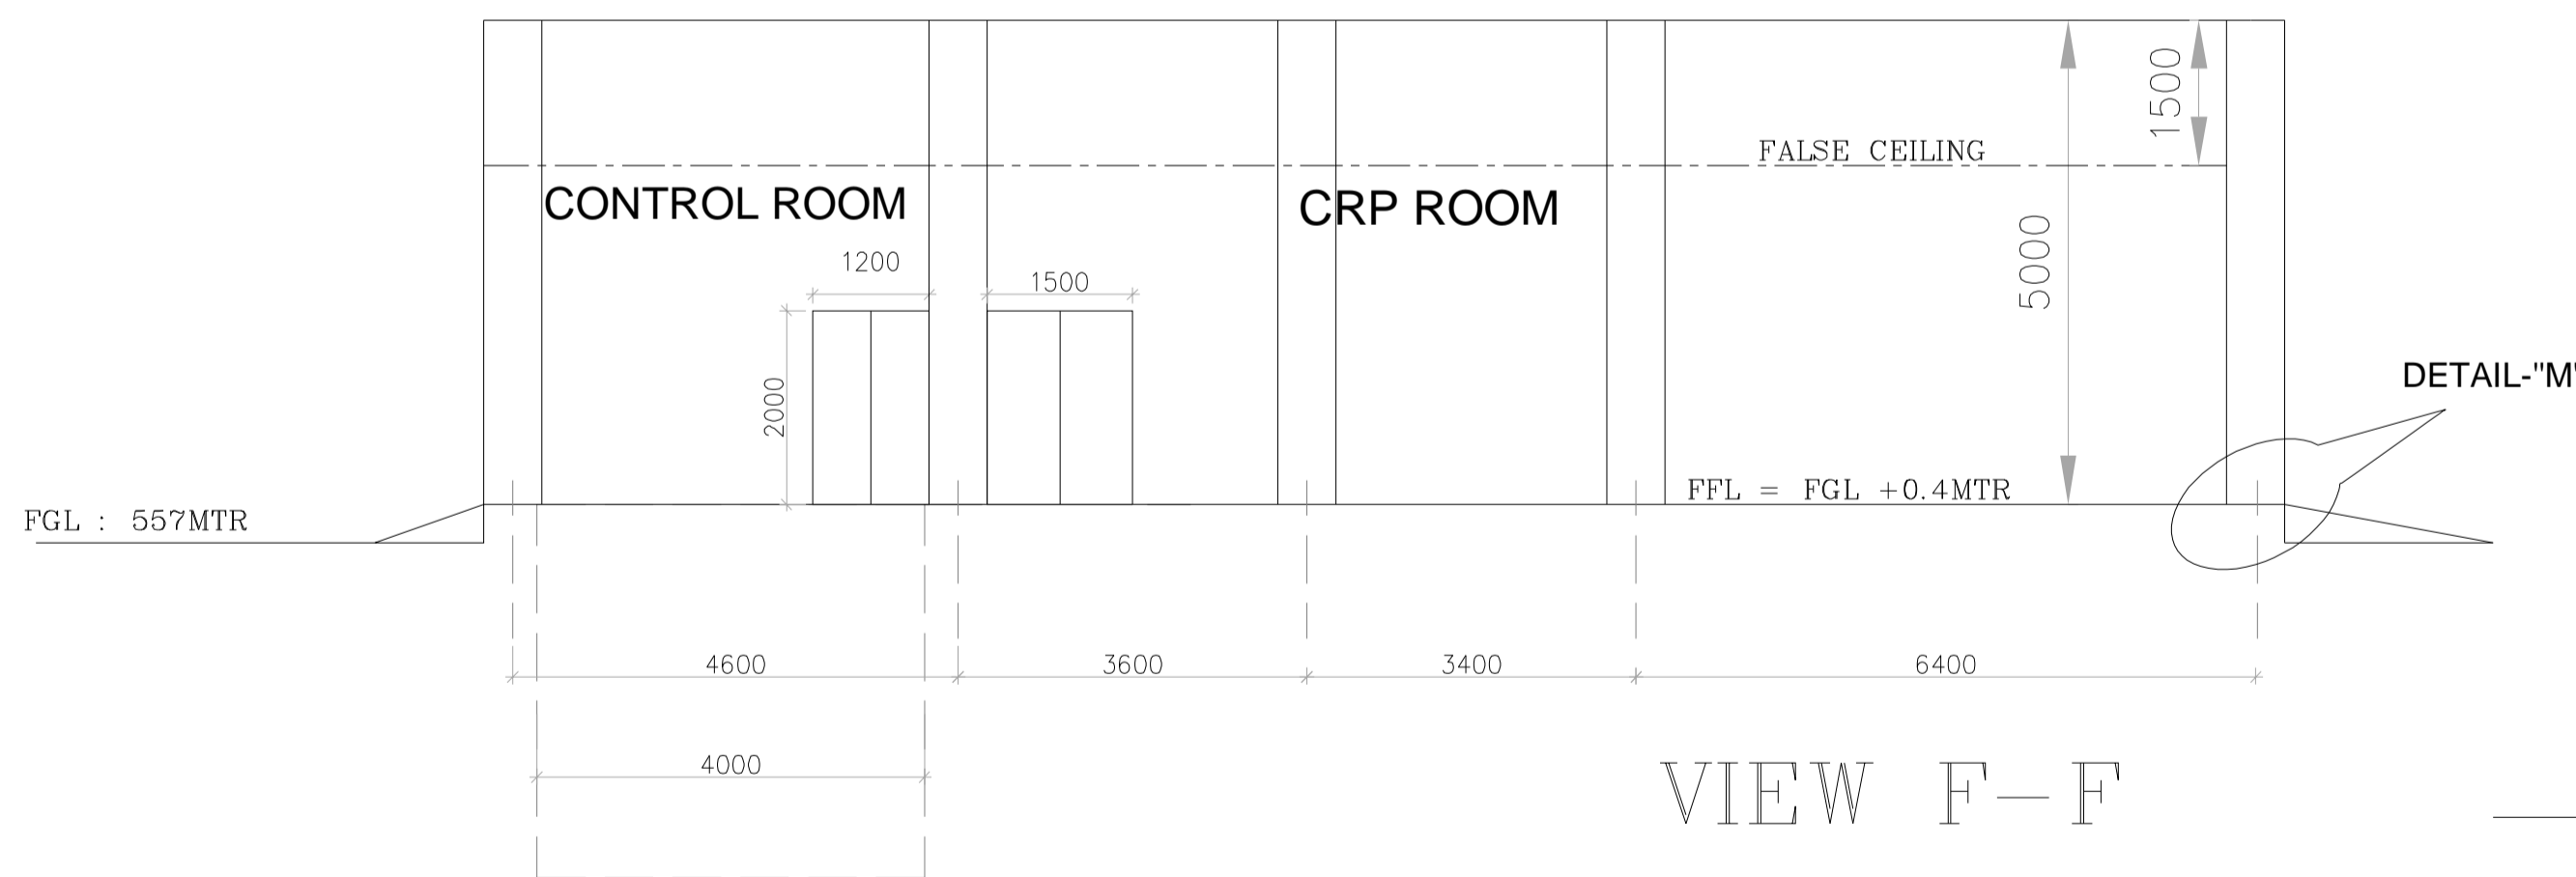 1500
FALSE CEILING
CONTROL ROOM
CRP ROOM
5000
1200
1500
2000
DETAIL-"M"
FFL = FGL +0.4MTR
FGL : 557MTR
4600
3600
3400
6400
4000
VIEW F-F